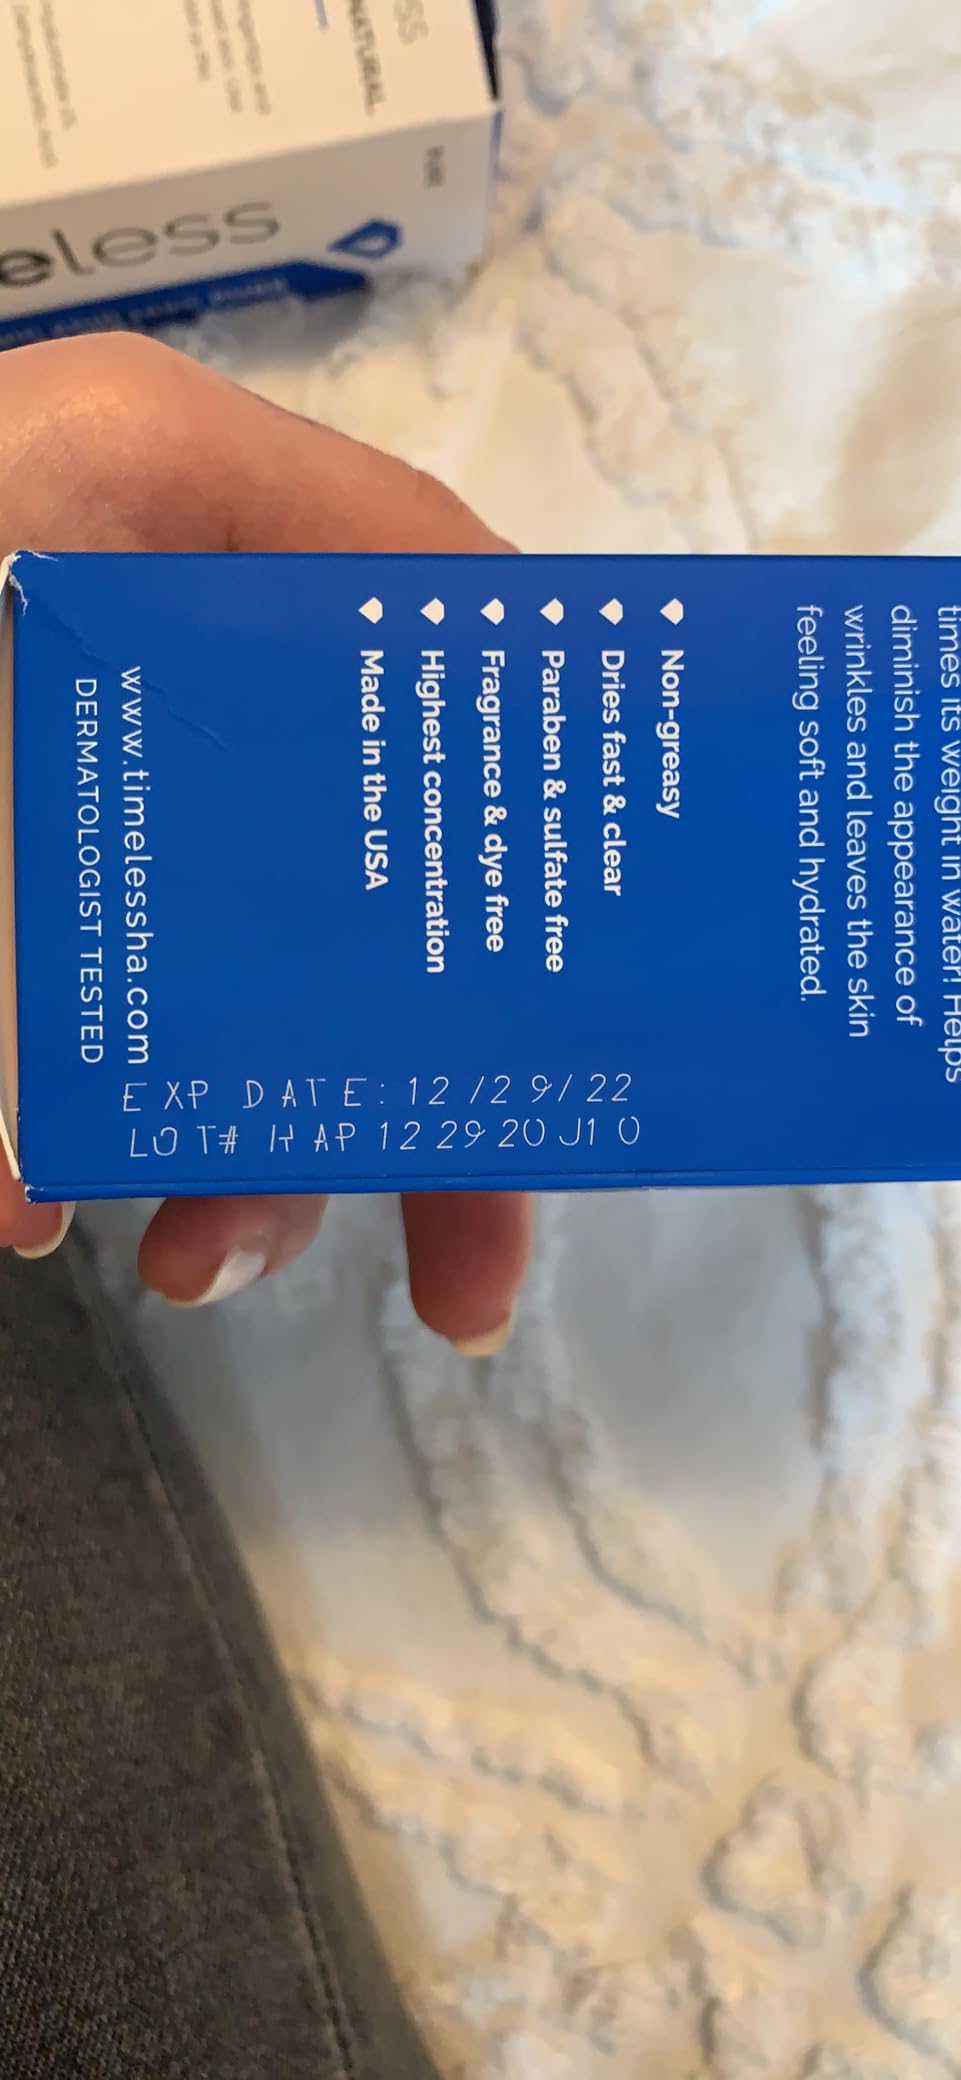 times its weight in water! Helps
diminish the appearance of
wrinkles and leaves the skin
feeling soft and hydrated.
Non-greasy
Dries fast & clear
Paraben & sulfate free
Fragrance & dye free
Highest concentration
Made in the USA
www.timelessha.com
DERMATOLOGIST TESTED
EXP DATE: 12/29/22
LOT# HAP 122920J10
eless
SS
NATURAL